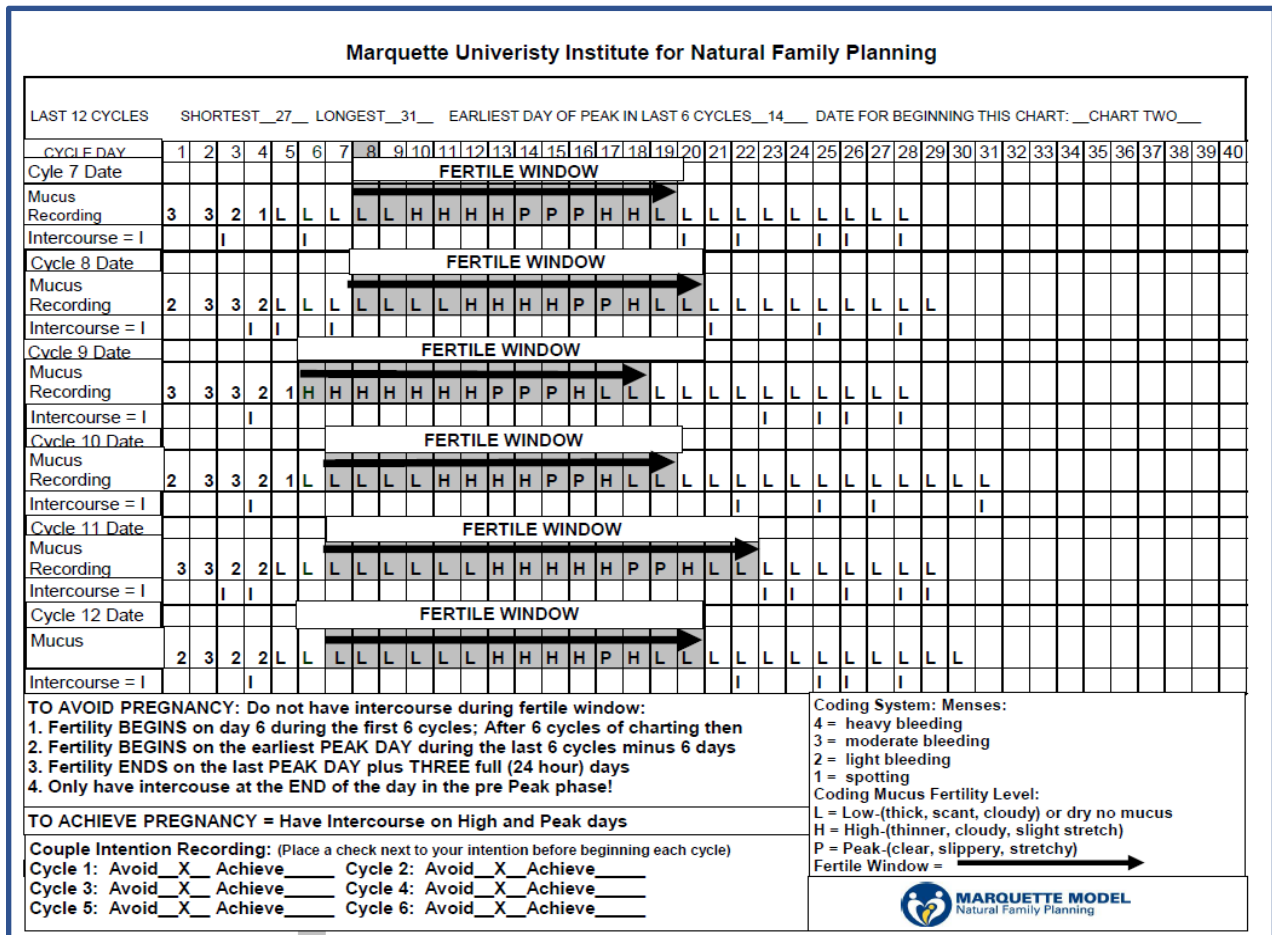 Marquette Univeristy Institute for Natural Family Planning
LAST 12 CYCLES SHORTEST__27__ LONGEST__31__ EARLIEST DAY OF PEAK IN LAST 6 CYCLES__14___ DATE FOR BEGINNING THIS CHART: __CHART TWO___
CYCLE DAY 1 2 3 4 5 6 7 8 9 10 11 12 13 14 15 16 17 18 19 20 21 22 23 24 25 26 27 28 29 30 31 32 33 34 35 36 37 38 39 40
Cyle 7 Date FERTILE WINDOW
Mucus
Recording 3 3 2 1 L L L L L H H H H P P P H H L L L L L L L L L L
Intercourse = I I I I I I I I
Cycle 8 Date FERTILE WINDOW
Mucus
Recording 2 3 3 2 L L L L L L L H H H H P P H L L L L L L L L L L L
Intercourse = I I I I I I I
Cycle 9 Date FERTILE WINDOW
Mucus
Recording 3 3 3 2 1 H H H H H H H P P P H L L L L L L L L L L L L
Intercourse = I I I I I I
Cycle 10 Date FERTILE WINDOW
Mucus
Recording 2 3 3 2 1 L L L L L H H H H P P H L L L L L L L L L L L L L L
Intercourse = I I I I I I
Cycle 11 Date FERTILE WINDOW
Mucus
Recording 3 3 2 2 L L L L L L L L H H H H H P P H L L L L L L L L L
Intercourse = I I I I I I I I
Cycle 12 Date FERTILE WINDOW
Mucus
2 3 2 2 L L L L L L L L H H H H P H L L L L L L L L L L L L
Intercourse = I I I I I I
TO AVOID PREGNANCY: Do not have intercourse during fertile window:
1. Fertility BEGINS on day 6 during the first 6 cycles; After 6 cycles of charting then
2. Fertility BEGINS on the earliest PEAK DAY during the last 6 cycles minus 6 days
3. Fertility ENDS on the last PEAK DAY plus THREE full (24 hour) days
4. Only have intercouse at the END of the day in the pre Peak phase!
TO ACHIEVE PREGNANCY = Have Intercourse on High and Peak days
Couple Intention Recording: (Place a check next to your intention before beginning each cycle)
Cycle 1: Avoid__X__ Achieve_____ Cycle 2: Avoid__X__Achieve_____
Cycle 3: Avoid__X__ Achieve_____ Cycle 4: Avoid__X__Achieve_____
Cycle 5: Avoid__X__ Achieve_____ Cycle 6: Avoid__X__Achieve_____
Coding System: Menses:
4 = heavy bleeding
3 = moderate bleeding
2 = light bleeding
1 = spotting
Coding Mucus Fertility Level:
L = Low-(thick, scant, cloudy) or dry no mucus
H = High-(thinner, cloudy, slight stretch)
P = Peak-(clear, slippery, stretchy)
Fertile Window =
MARQUETTE MODEL
Natural Family Planning